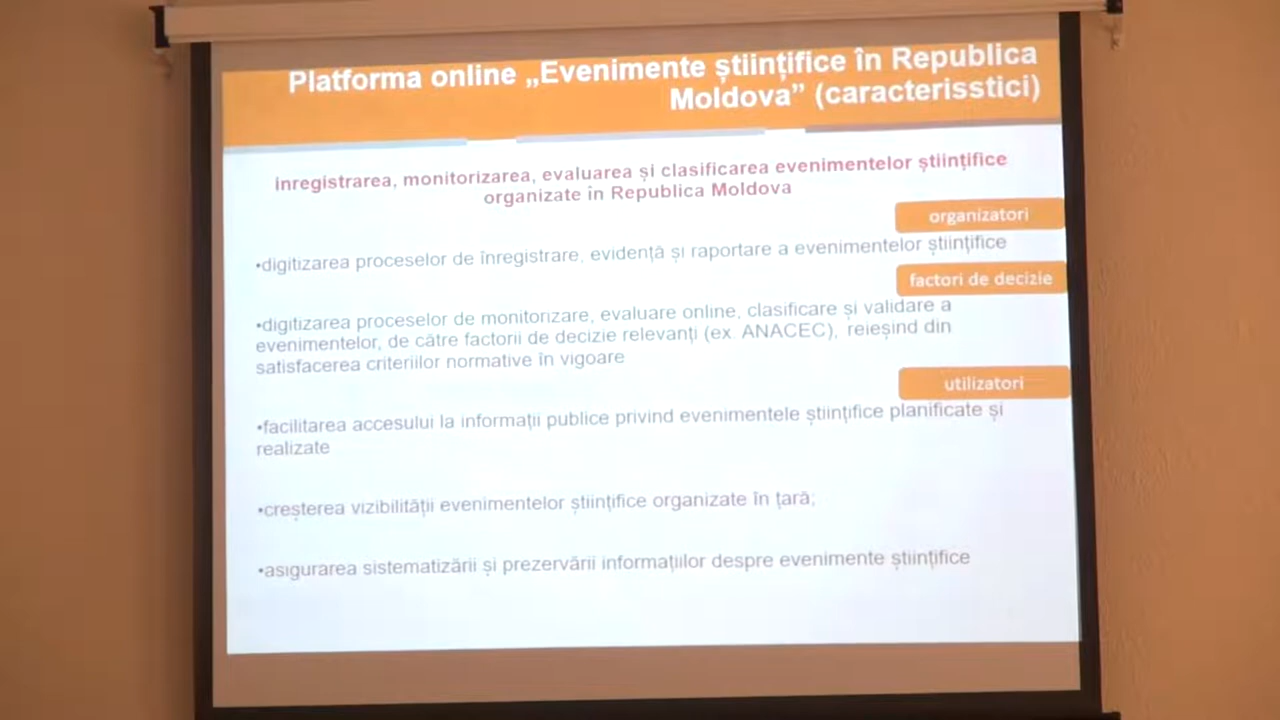 Platforma online „Evenimente științifice în Republica
Moldova” (caracterisstici)
înregistrarea, monitorizarea, evaluarea și clasificarea evenimentelor științifice
organizate în Republica Moldova
organizatori
•digitizarea proceselor de înregistrare, evidență și raportare a evenimentelor științifice
factori de decizie
•digitizarea proceselor de monitorizare, evaluare online, clasificare și validare a
evenimentelor, de către factorii de decizie relevanți (ex. ANACEC), reieșind din
satisfacerea criteriilor normative în vigoare
utilizatori
•facilitarea accesului la informații publice privind evenimentele științifice planificate și
realizate
•creșterea vizibilității evenimentelor științifice organizate în țară;
•asigurarea sistematizării și prezervării informațiilor despre evenimente științifice